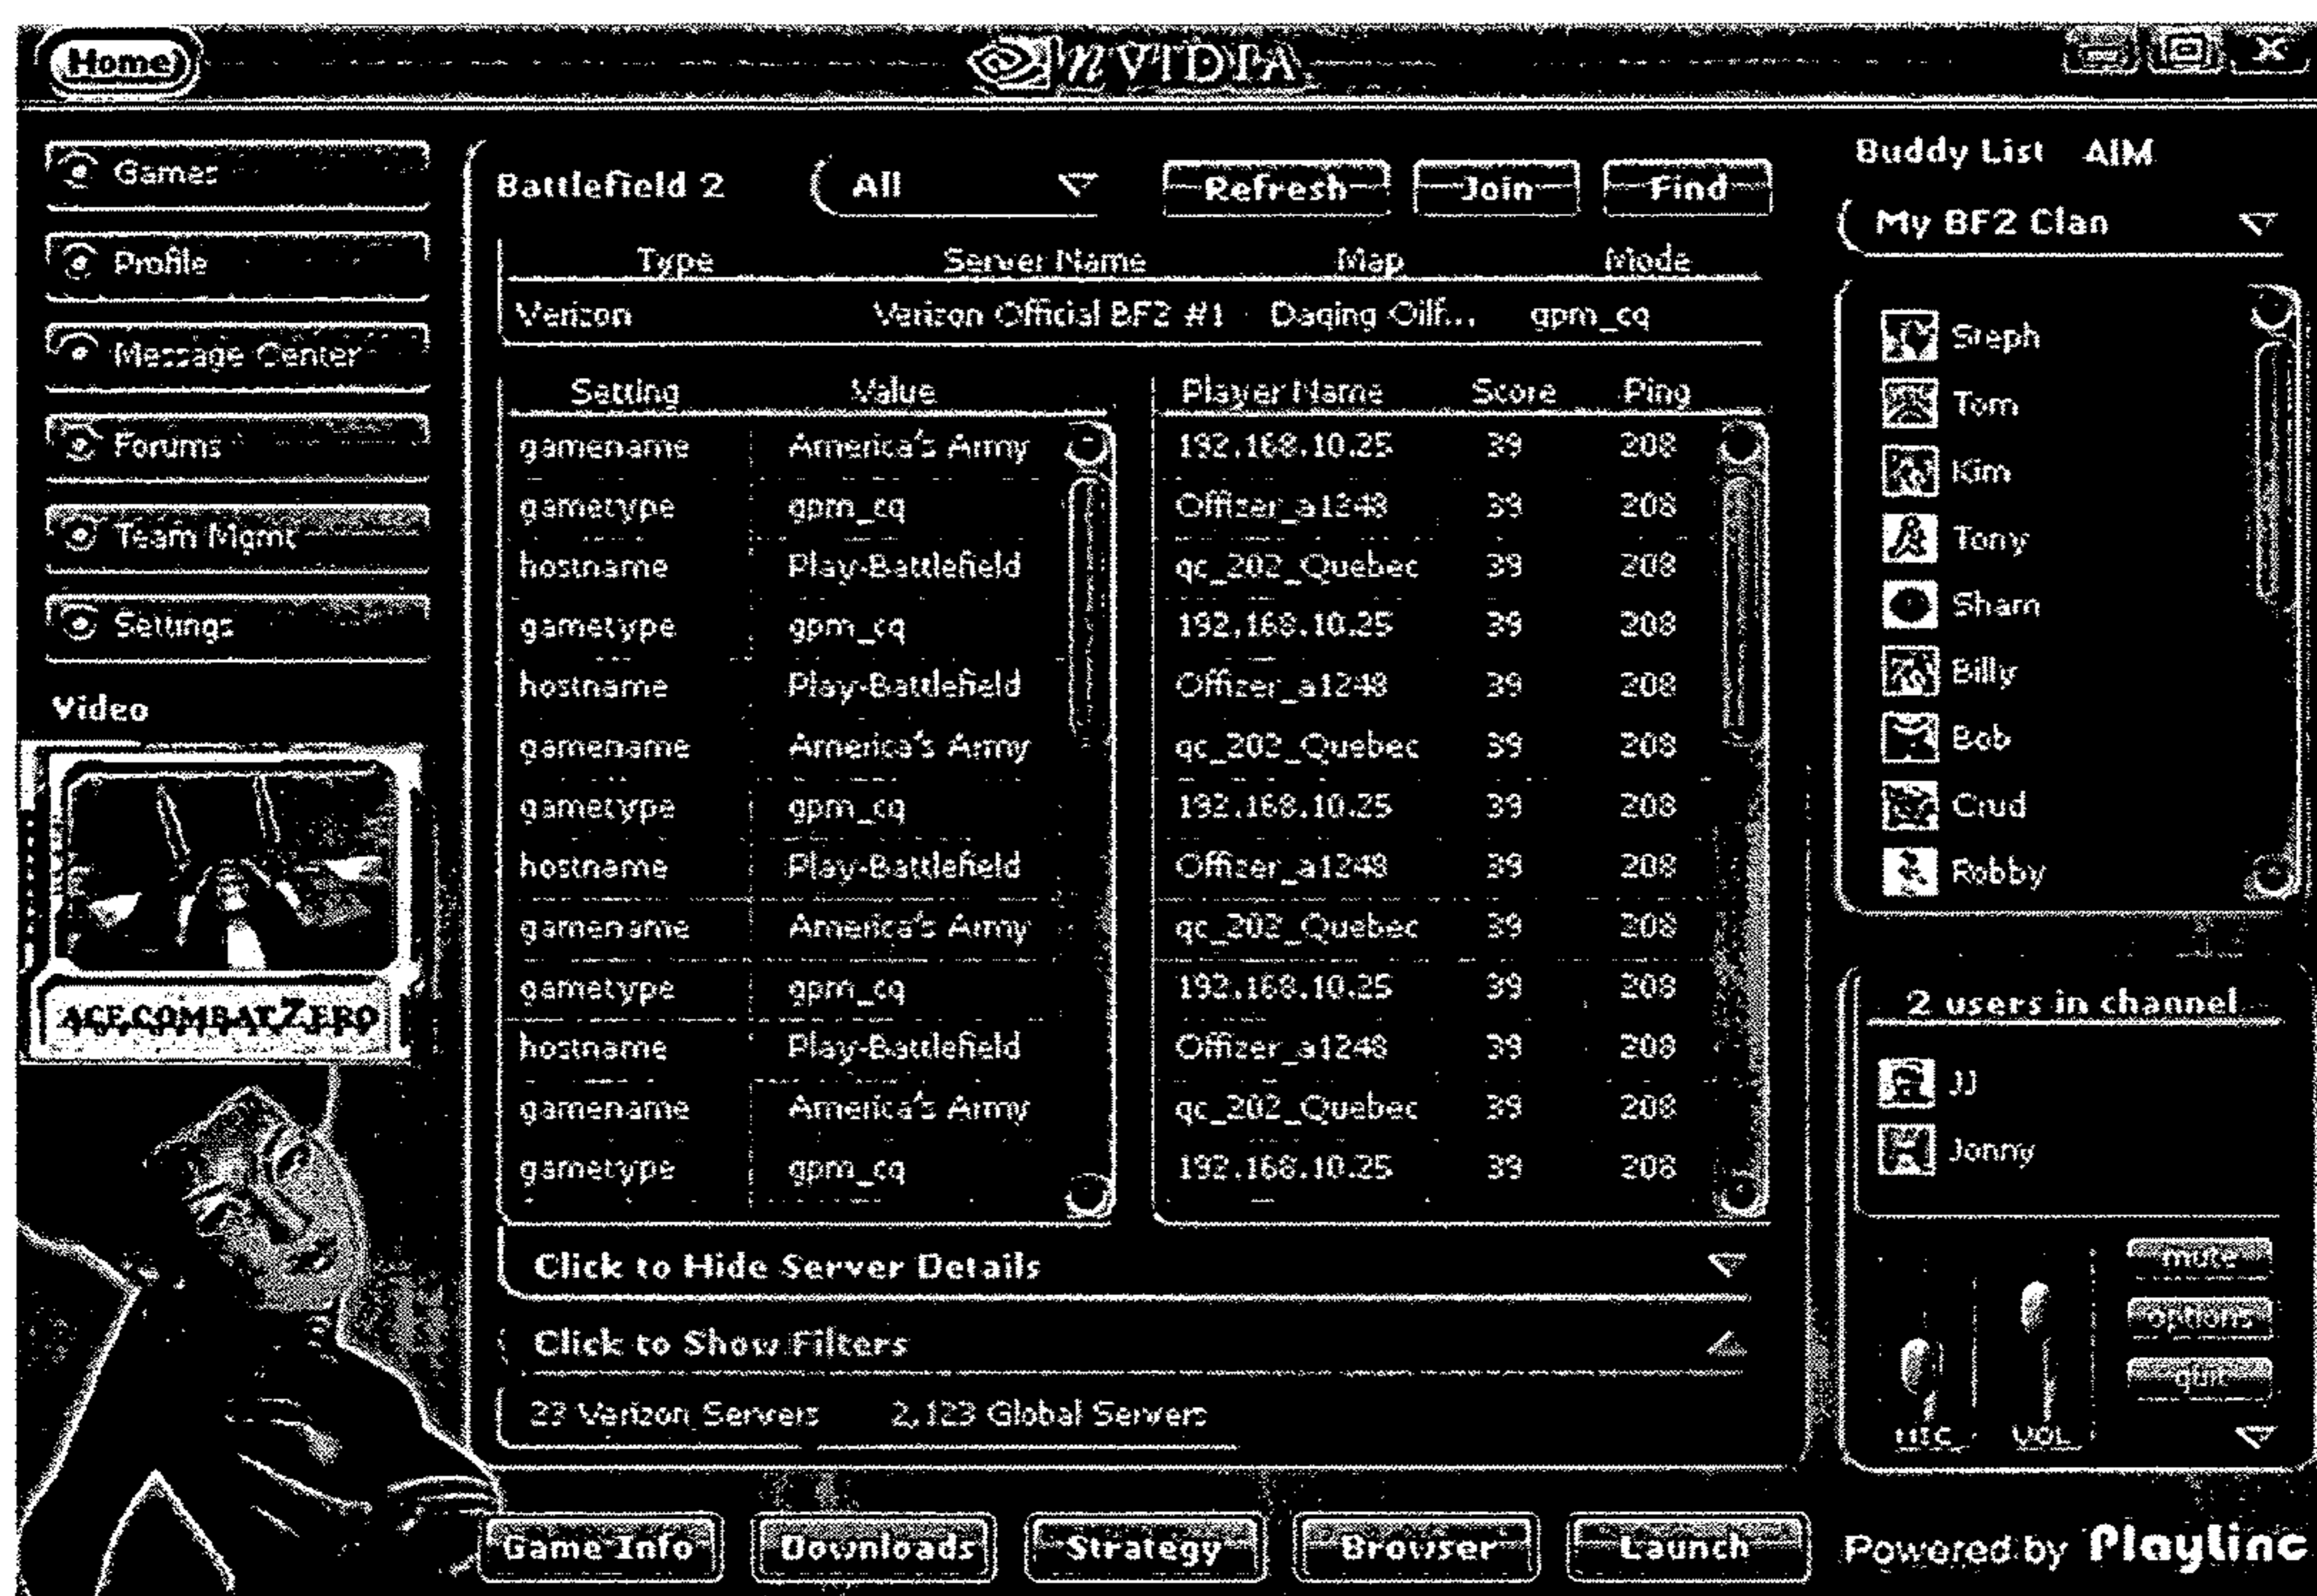 Home
nVIDIA
Games
Profile
Message Center
Forums
Team Mgmt
Settings
Video
ACE COMBAT ZERO
Battlefield 2 All Refresh Join Find
Type Server Name Map Mode
Verizon Verizon Official BF2 #1 Daqing Oilf... gpm_cq
Setting Value
gamename America's Army
gametype gpm_cq
hostname Play-Battlefield
gametype gpm_cq
hostname Play-Battlefield
gamename America's Army
gametype gpm_cq
hostname Play-Battlefield
gamename America's Army
gametype gpm_cq
hostname Play-Battlefield
gamename America's Army
gametype gpm_cq
Player Name Score Ping
192.168.10.25 39 208
Offizer_a1248 39 208
qc_202_Quebec 39 208
192.168.10.25 39 208
Offizer_a1248 39 208
qc_202_Quebec 39 208
192.168.10.25 39 208
Offizer_a1248 39 208
qc_202_Quebec 39 208
192.168.10.25 39 208
Offizer_a1248 39 208
qc_202_Quebec 39 208
192.168.10.25 39 208
Click to Hide Server Details
Click to Show Filters
23 Verizon Servers 2,123 Global Servers
Game Info Downloads Strategy Browser Launch
Buddy List AIM
My BF2 Clan
Steph
Tom
Kim
Tony
Sharn
Billy
Bob
Crud
Robby
2 users in channel
JJ
Jonny
mute
options
quit
MIC VOL
Powered by PlayLinc